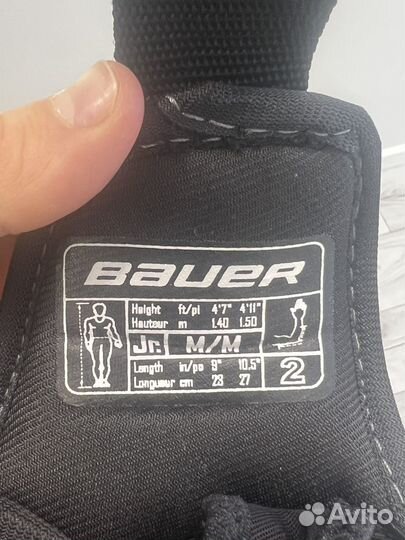 BAUER
Height ft/pi 4'7" 4'11"
Hauteur m 1.40 1.50
Jr. M/M
Length in/po 9" 10.5"
Longueur cm 23 27
2
Avito